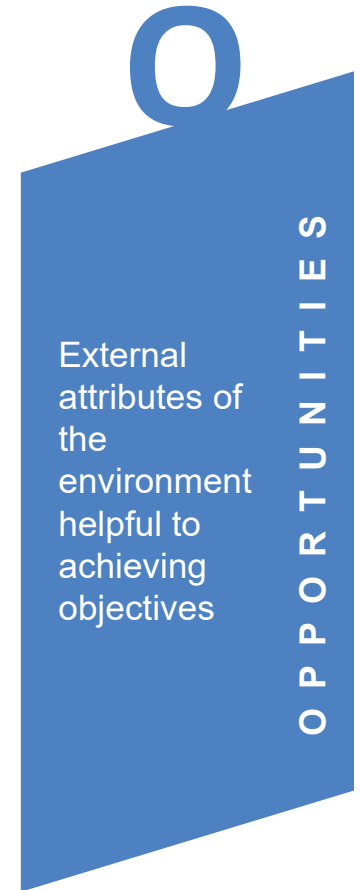 O
External
attributes of
the
environment
helpful to
achieving
objectives
OPPORTUNITIES